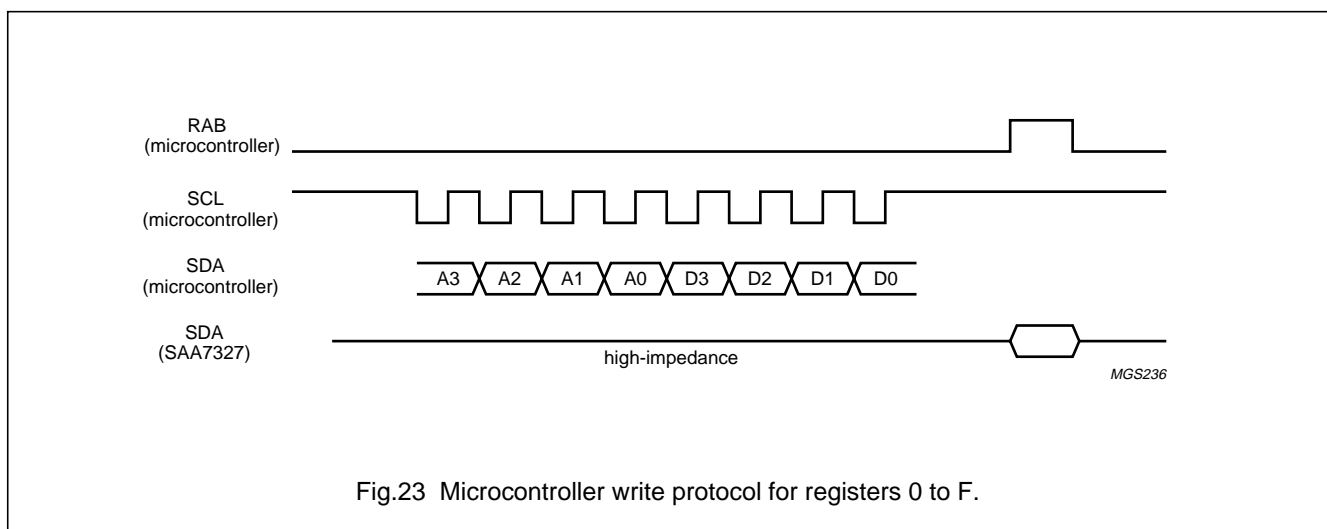 RAB
(microcontroller)
SCL
(microcontroller)
SDA
(microcontroller)
A3 A2 A1 A0 D3 D2 D1 D0
SDA
(SAA7327)
high-impedance
MGS236
Fig.23 Microcontroller write protocol for registers 0 to F.